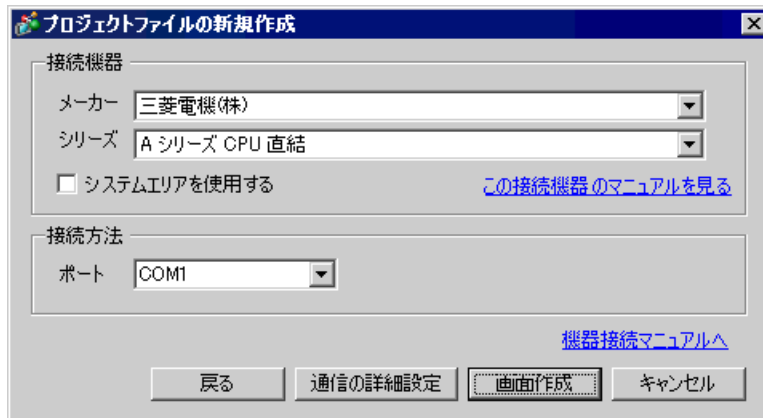 プロジェクトファイルの新規作成
接続機器
メーカー 三菱電機(株)
シリーズ A シリーズ CPU 直結
システムエリアを使用する この接続機器のマニュアルを見る
接続方法
ポート COM1
機器接続マニュアルへ
戻る 通信の詳細設定 画面作成 キャンセル